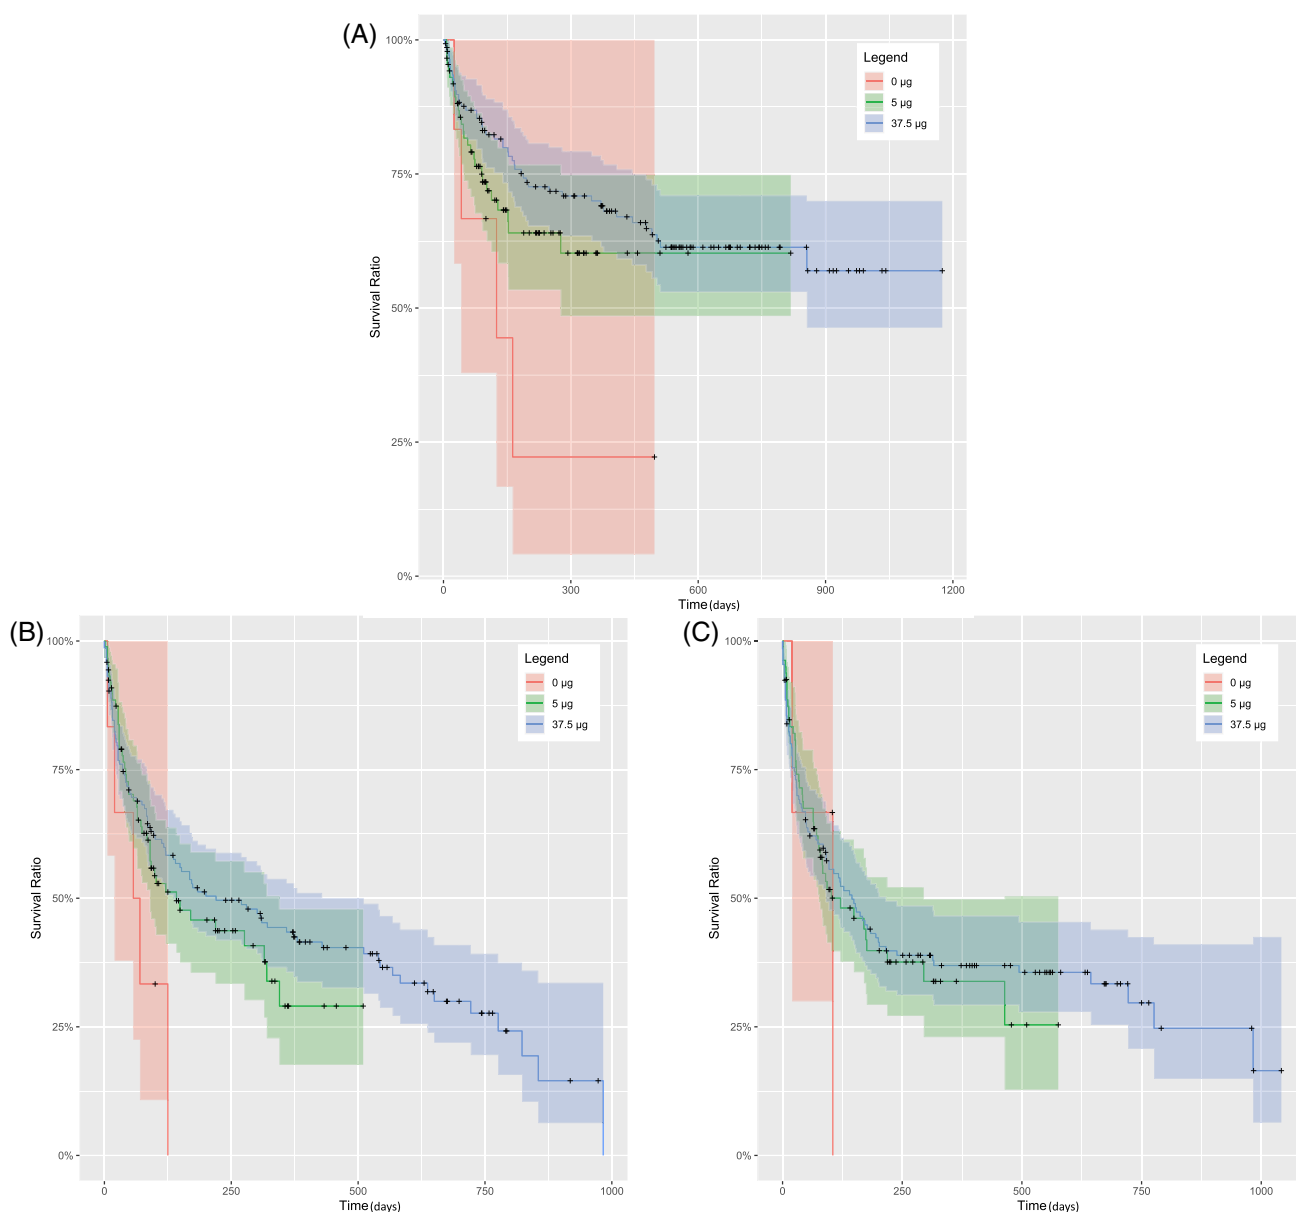 (A)
100%
75%
50%
25%
0%
Survival Ratio
Legend
0 µg
5 µg
37.5 µg
0
300
600
900
1200
Time(days)
(B)
100%
75%
50%
25%
0%
Survival Ratio
Legend
0 µg
5 µg
37.5 µg
0
250
500
750
1000
Time(days)
(C)
100%
75%
50%
25%
0%
Survival Ratio
Legend
0 µg
5 µg
37.5 µg
0
250
500
750
1000
Time(days)